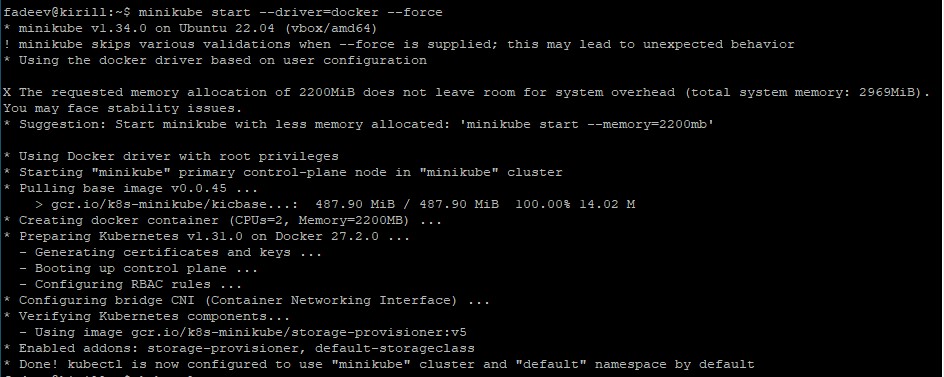 fadeev@kirill:~$ minikube start --driver=docker --force
* minikube v1.34.0 on Ubuntu 22.04 (vbox/amd64)
! minikube skips various validations when --force is supplied; this may lead to unexpected behavior
* Using the docker driver based on user configuration
X The requested memory allocation of 2200MiB does not leave room for system overhead (total system memory: 2969MiB).
You may face stability issues.
* Suggestion: Start minikube with less memory allocated: 'minikube start --memory=2200mb'
* Using Docker driver with root privileges
* Starting "minikube" primary control-plane node in "minikube" cluster
* Pulling base image v0.0.45 ...
> gcr.io/k8s-minikube/kicbase...: 487.90 MiB / 487.90 MiB 100.00% 14.02 M
* Creating docker container (CPUs=2, Memory=2200MB) ...
* Preparing Kubernetes v1.31.0 on Docker 27.2.0 ...
- Generating certificates and keys ...
- Booting up control plane ...
- Configuring RBAC rules ...
* Configuring bridge CNI (Container Networking Interface) ...
* Verifying Kubernetes components...
- Using image gcr.io/k8s-minikube/storage-provisioner:v5
* Enabled addons: storage-provisioner, default-storageclass
* Done! kubectl is now configured to use "minikube" cluster and "default" namespace by default